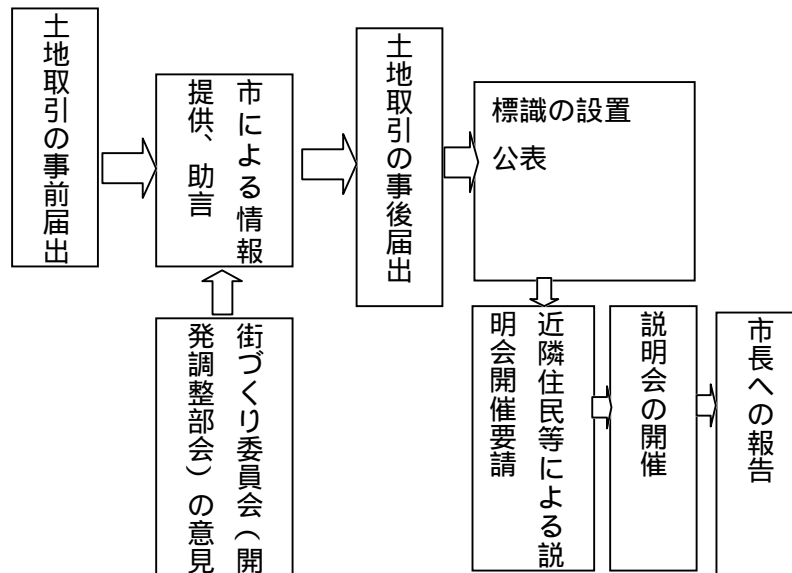 土地取引の事前届出
市による情報
提供、助言
土地取引の事後届出
標識の設置
公表
街づくり委員会(開
発調整部会)の意見
近隣住民等による説
明会開催要請
説明会の開催
市長への報告